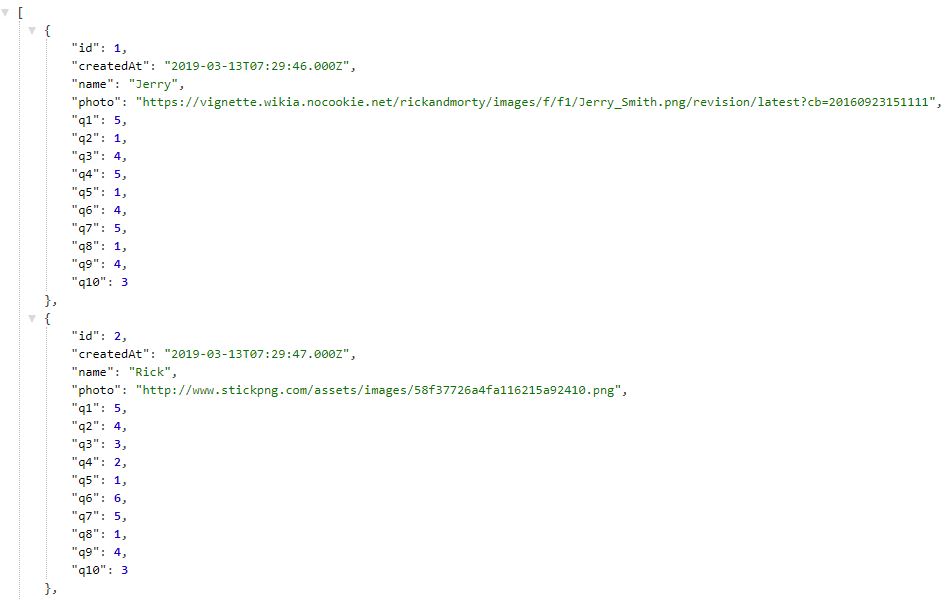 [
{
"id": 1,
"createdAt": "2019-03-13T07:29:46.000Z",
"name": "Jerry",
"photo": "https://vignette.wikia.nocookie.net/rickandmorty/images/f/f1/Jerry_Smith.png/revision/latest?cb=20160923151111",
"q1": 5,
"q2": 1,
"q3": 4,
"q4": 5,
"q5": 1,
"q6": 4,
"q7": 5,
"q8": 1,
"q9": 4,
"q10": 3
},
{
"id": 2,
"createdAt": "2019-03-13T07:29:47.000Z",
"name": "Rick",
"photo": "http://www.stickpng.com/assets/images/58f37726a4fa116215a92410.png",
"q1": 5,
"q2": 4,
"q3": 3,
"q4": 2,
"q5": 1,
"q6": 6,
"q7": 5,
"q8": 1,
"q9": 4,
"q10": 3
},